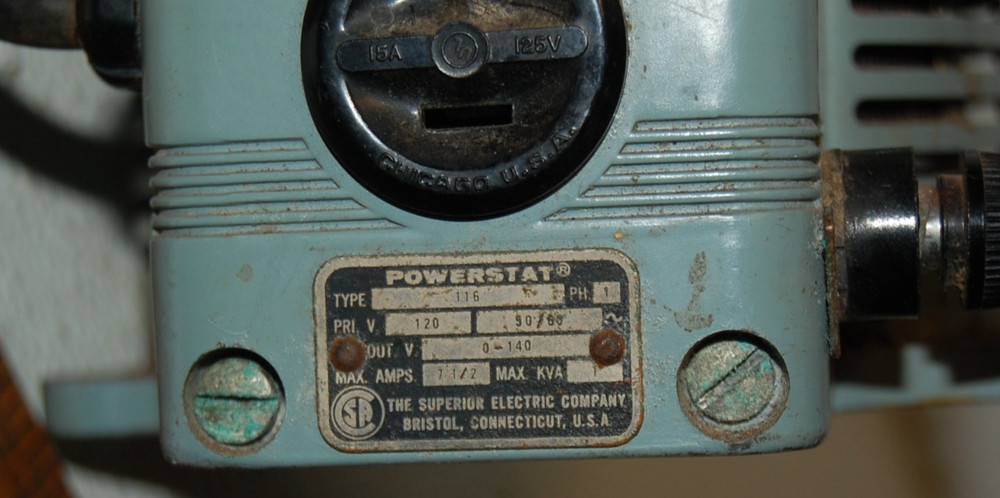 15A 125V
CHICAGO U.S.A.
POWERSTAT®
TYPE 116 PH. 1
PRI. V. 120 50/60 ~
OUT. V. 0-140
MAX. AMPS. 7 1/2 MAX. KVA 1
THE SUPERIOR ELECTRIC COMPANY
BRISTOL, CONNECTICUT, U.S.A.